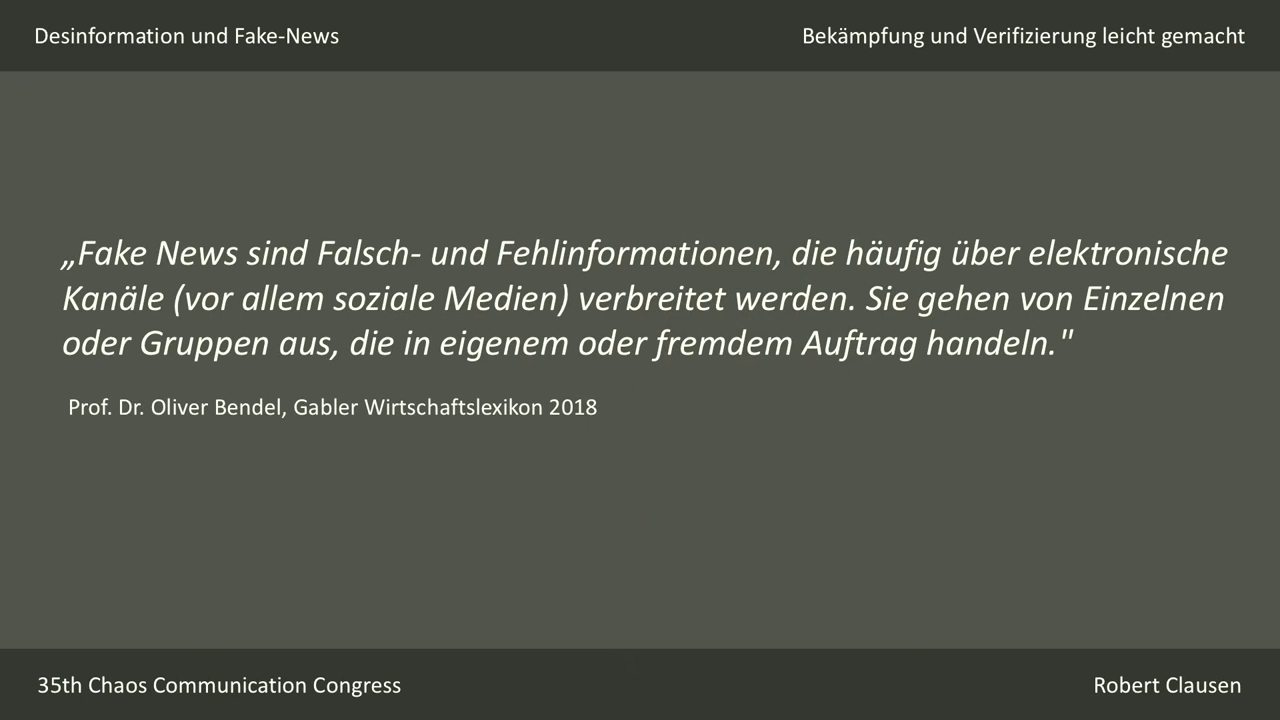 Desinformation und Fake-News
Bekämpfung und Verifizierung leicht gemacht
„Fake News sind Falsch- und Fehlinformationen, die häufig über elektronische
Kanäle (vor allem soziale Medien) verbreitet werden. Sie gehen von Einzelnen
oder Gruppen aus, die in eigenem oder fremdem Auftrag handeln."
Prof. Dr. Oliver Bendel, Gabler Wirtschaftslexikon 2018
35th Chaos Communication Congress
Robert Clausen